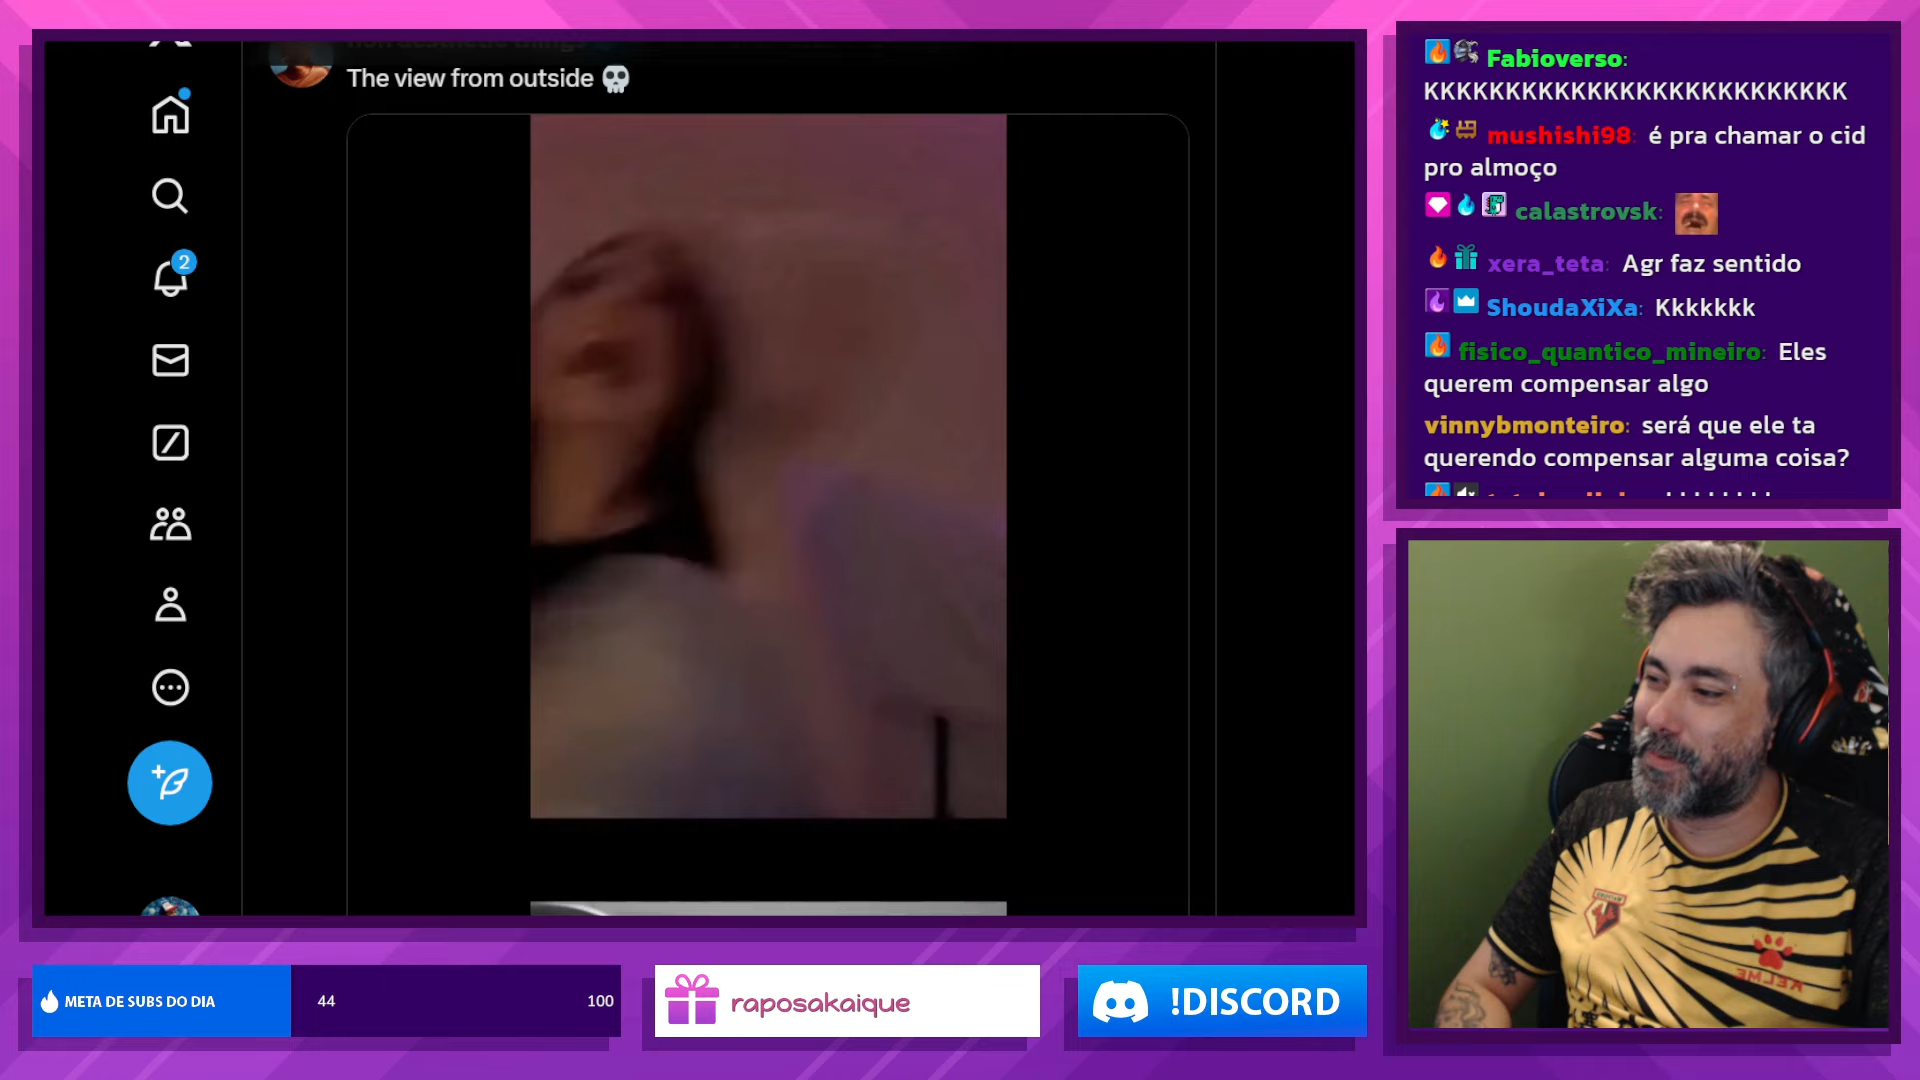 The view from outside 💀
2
Fabioverso:
KKKKKKKKKKKKKKKKKKKKKKKKKK
mushishi98: é pra chamar o cid
pro almoço
calastrovsk:
xera_teta: Agr faz sentido
ShoudaXiXa: Kkkkkkk
fisico_quantico_mineiro: Eles
querem compensar algo
vinnybmonteiro: será que ele ta
querendo compensar alguma coisa?
KELME
META DE SUBS DO DIA
44
100
raposakaique
!DISCORD